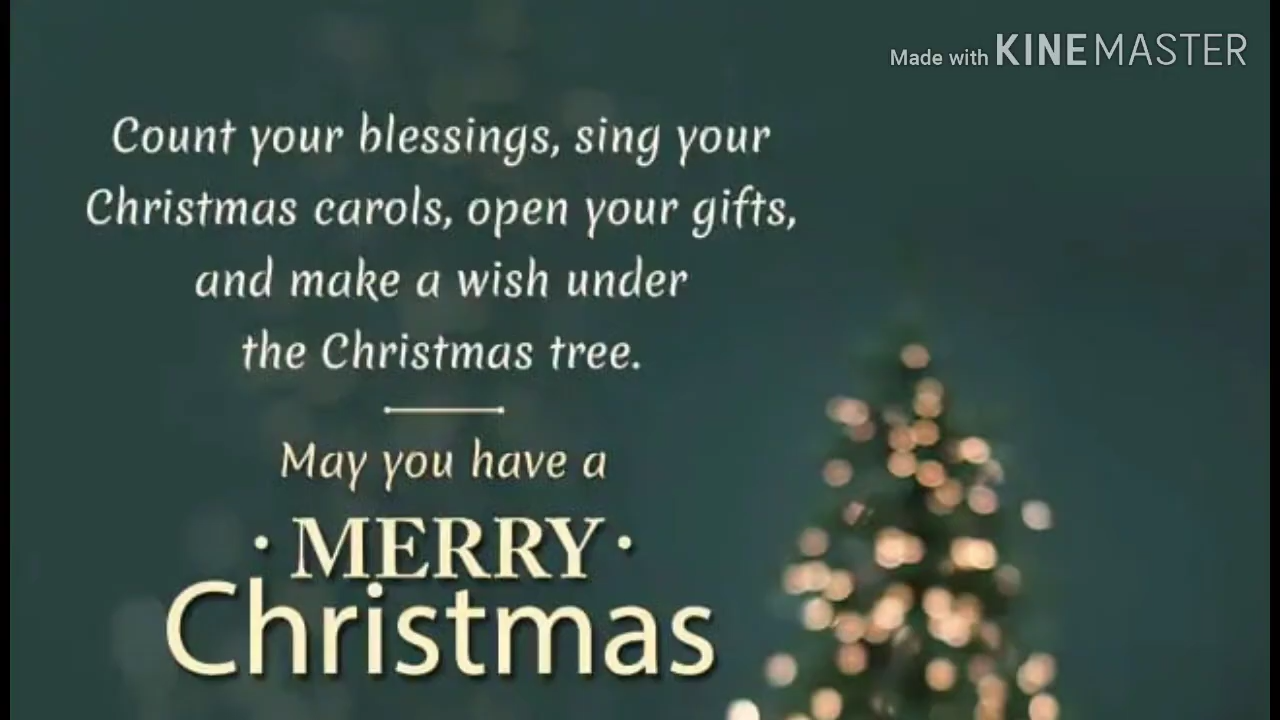 Made with KINEMASTER
Count your blessings, sing your
Christmas carols, open your gifts,
and make a wish under
the Christmas tree.
May you have a
· MERRY ·
Christmas